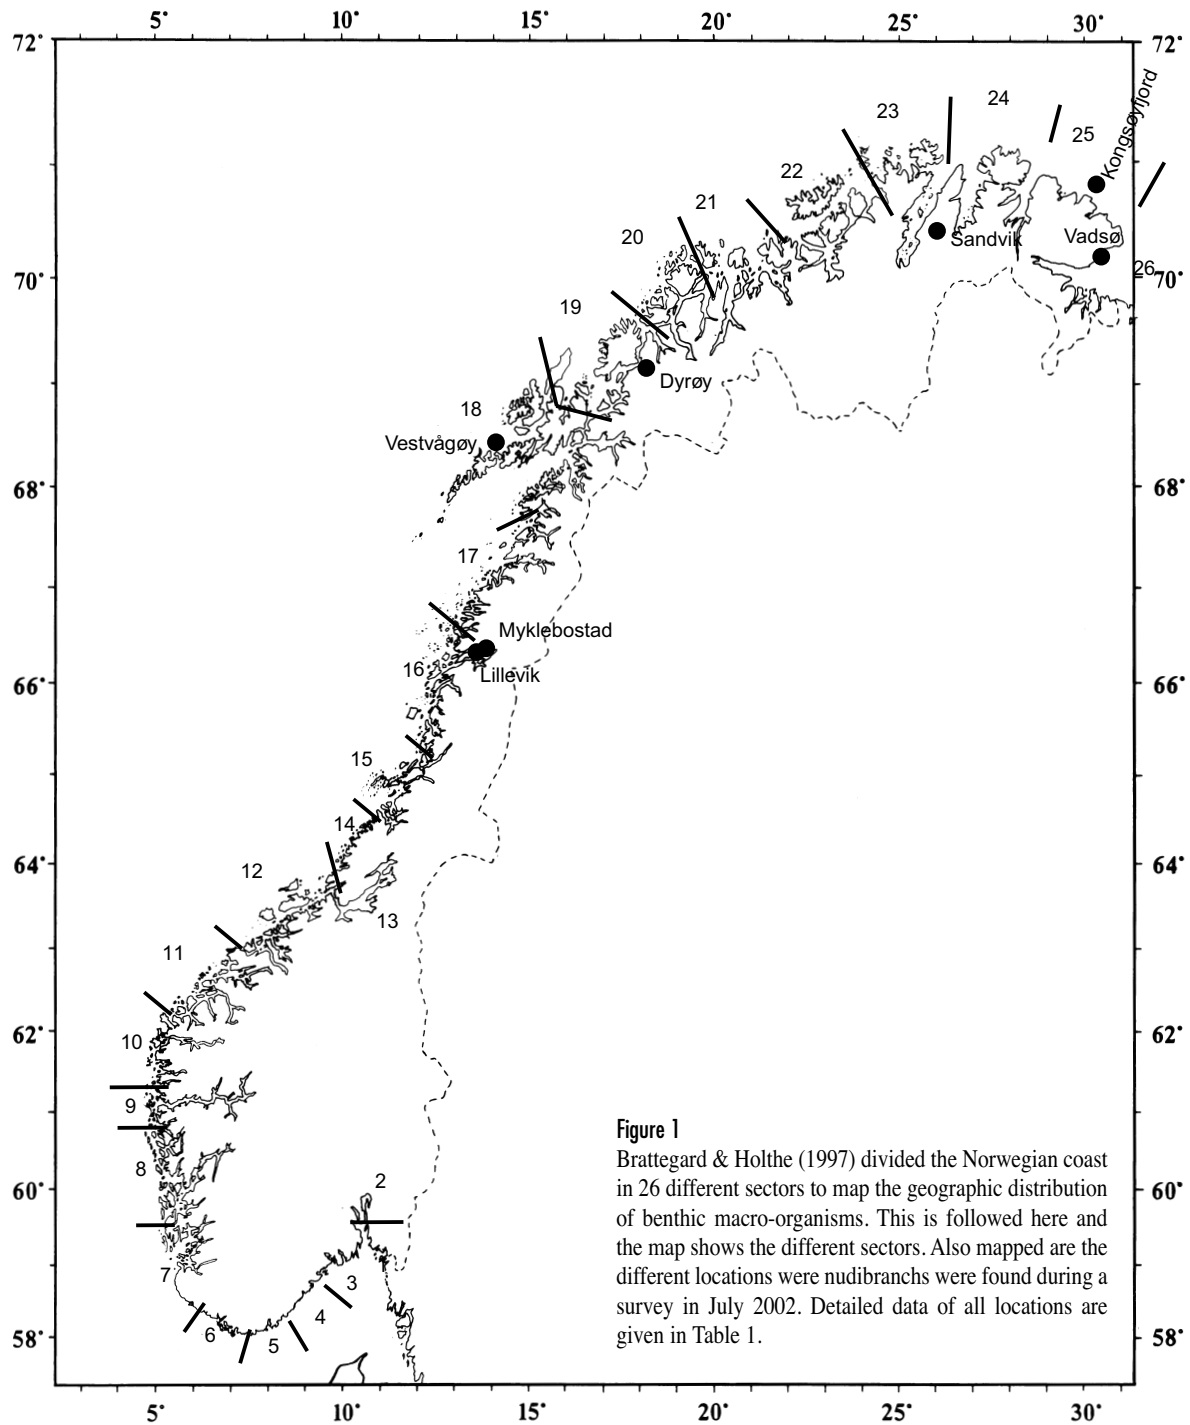 5° 10° 15° 20° 25° 30°
72° 72°
24
23
25
Kongsøyfjord
22
21
20
Sandvik
Vadsø
26
70° 70°
19
Dyrøy
18
Vestvågøy
68° 68°
17
Myklebostad
16
Lillevik
66° 66°
15
14
64° 64°
12
13
11
62° 62°
10
9
8
60° 60°
2
7
3
4
6
5
58° 58°
Figure 1
Brattegard & Holthe (1997) divided the Norwegian coast
in 26 different sectors to map the geographic distribution
of benthic macro-organisms. This is followed here and
the map shows the different sectors. Also mapped are the
different locations were nudibranchs were found during a
survey in July 2002. Detailed data of all locations are
given in Table 1.
5° 10° 15° 20° 25° 30°